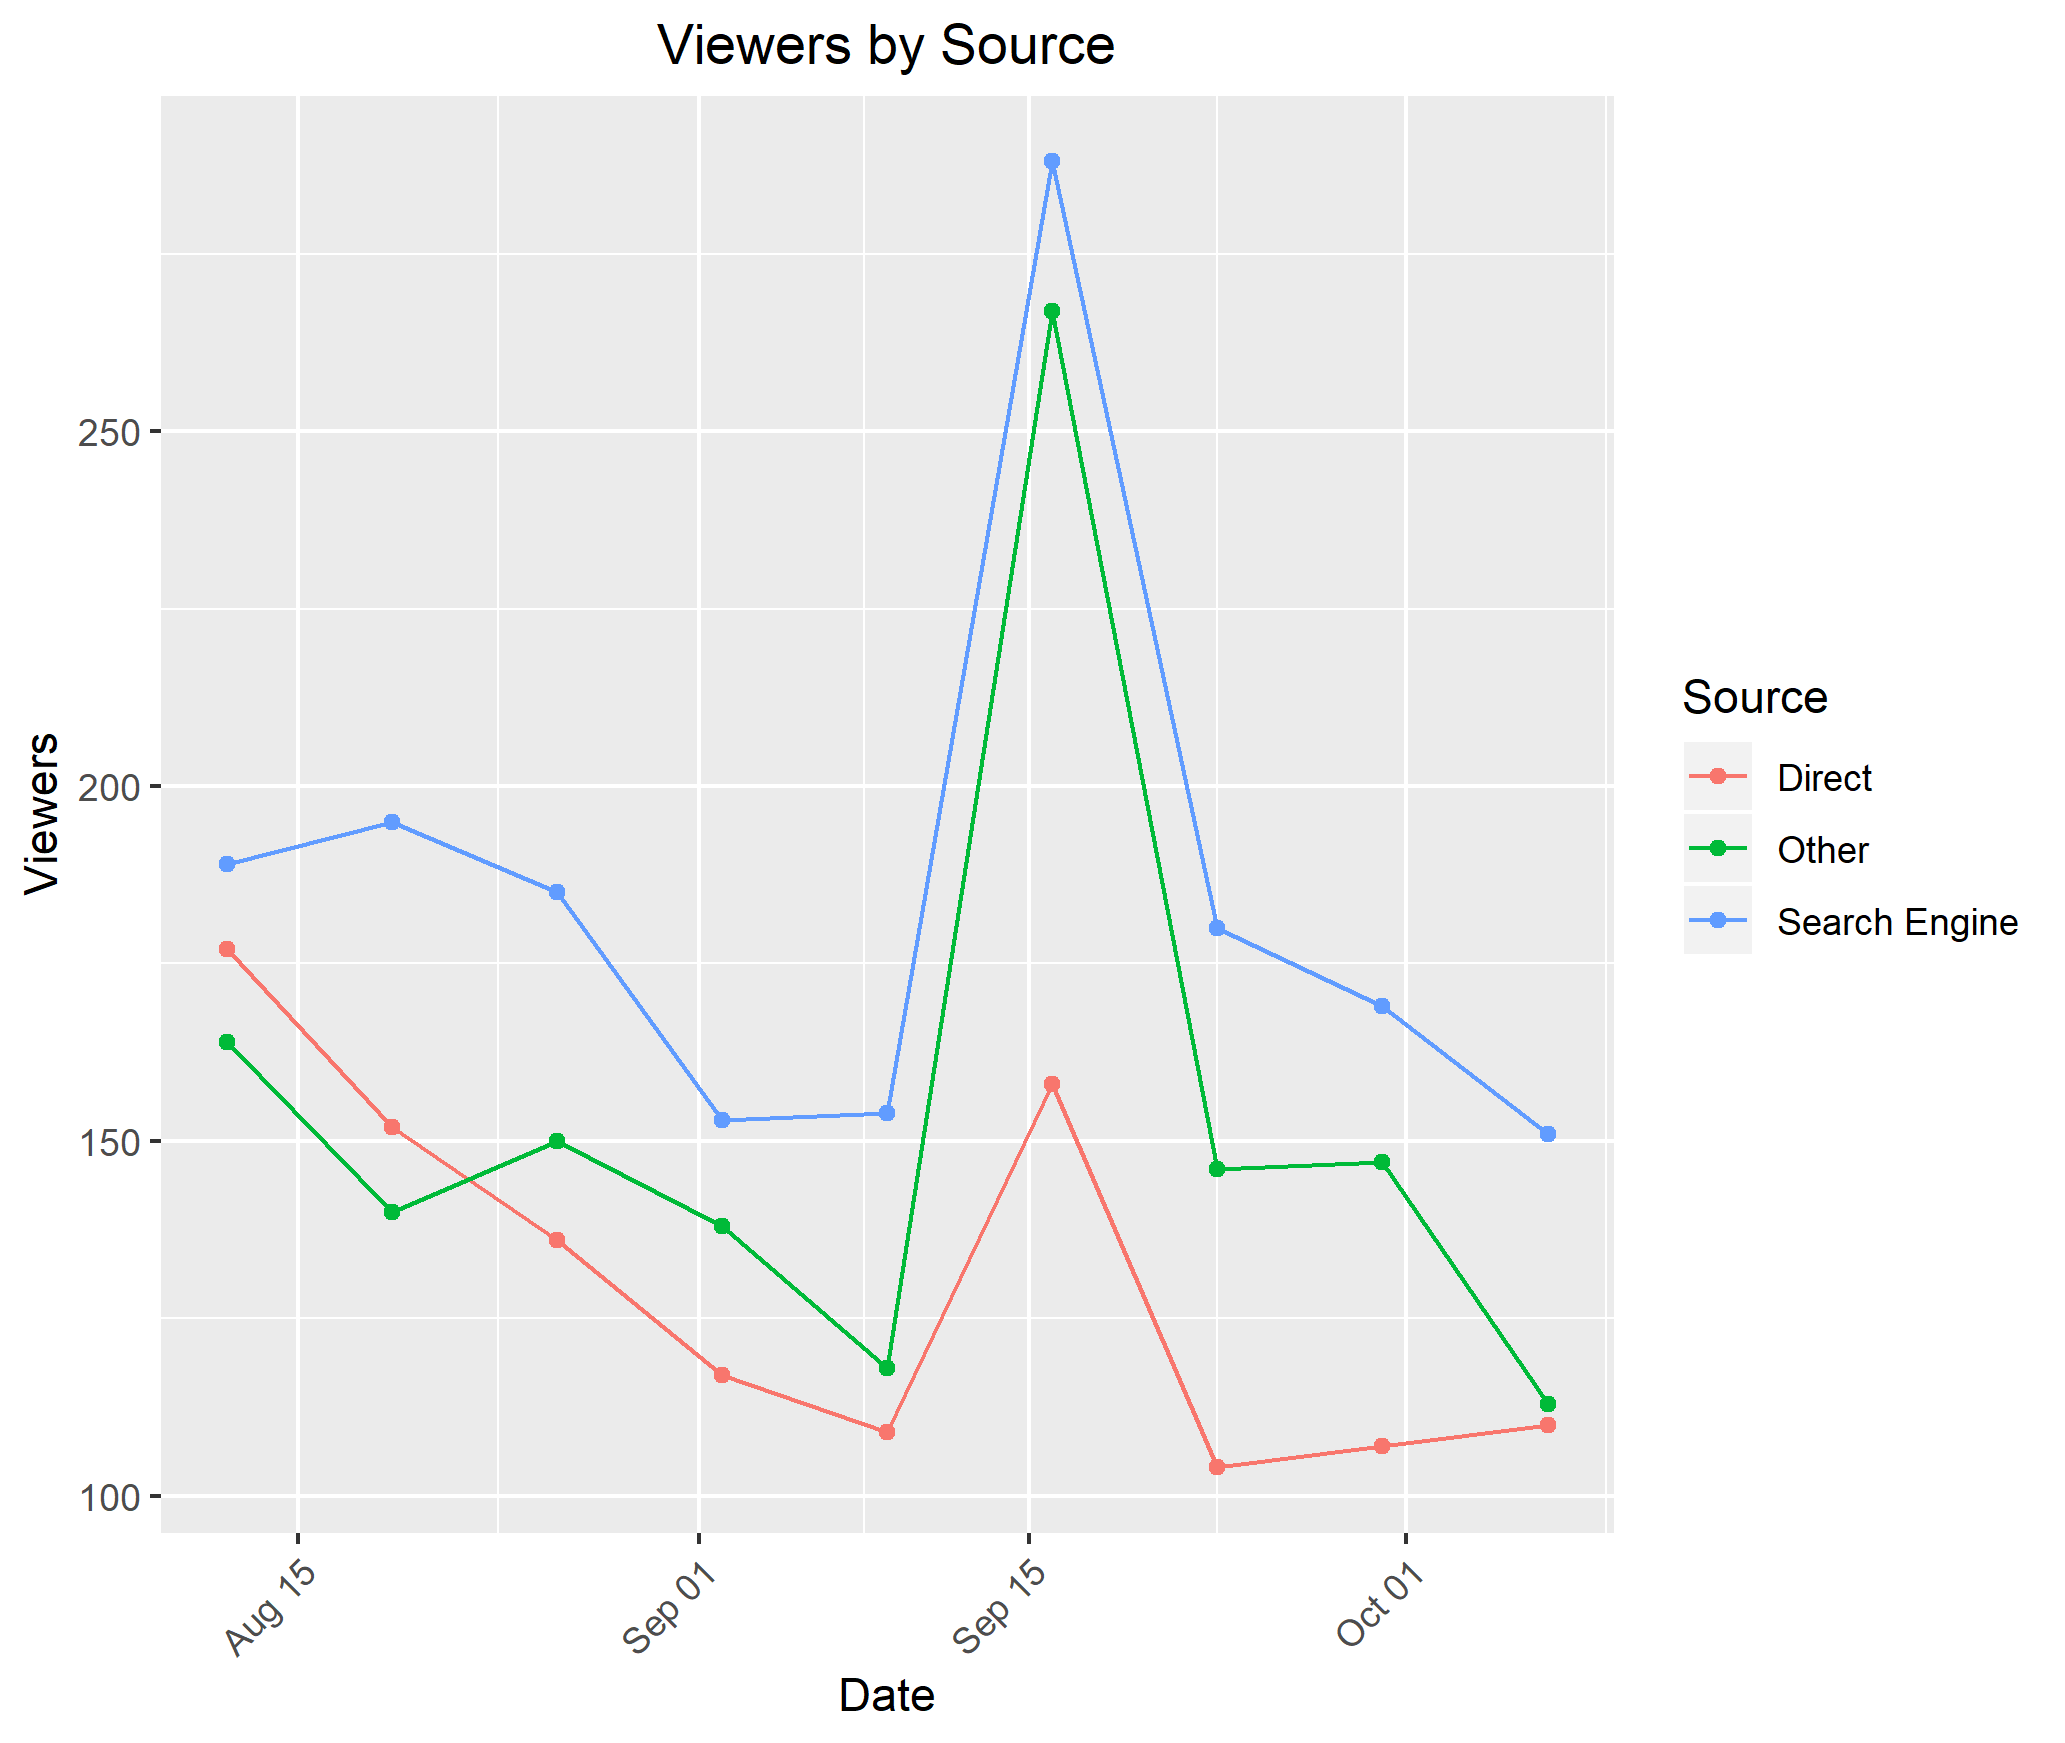 Viewers by Source
Viewers
250
200
150
100
Aug 15
Sep 01
Sep 15
Oct 01
Date
Source
Direct
Other
Search Engine